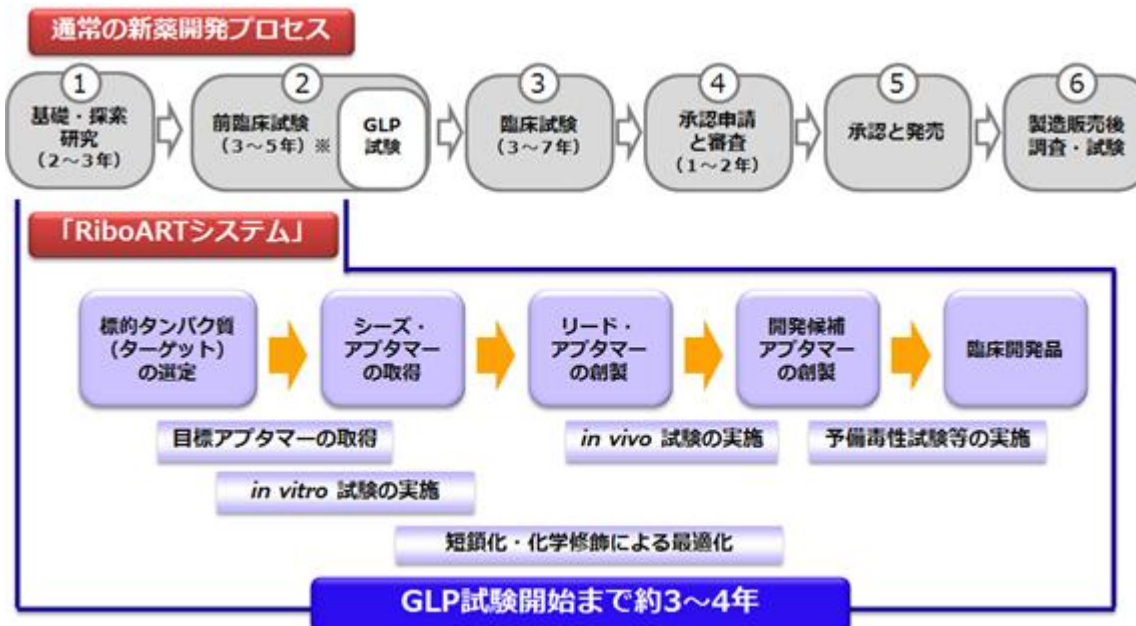 通常の新薬開発プロセス
1
基礎・探索
研究
（2～3年）
2
前臨床試験
（3～5年）※
GLP
試験
3
臨床試験
（3～7年）
4
承認申請
と審査
（1～2年）
5
承認と発売
6
製造販売後
調査・試験
「RiboARTシステム」
標的タンパク質
（ターゲット）
の選定
シーズ・
アプタマー
の取得
リード・
アプタマー
の創製
開発候補
アプタマー
の創製
臨床開発品
目標アプタマーの取得
in vivo 試験の実施
予備毒性試験等の実施
in vitro 試験の実施
短鎖化・化学修飾による最適化
GLP試験開始まで約3～4年